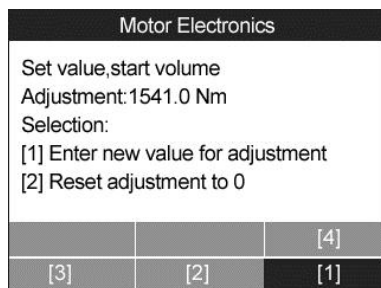 Motor Electronics
Set value,start volume
Adjustment:1541.0 Nm
Selection:
[1] Enter new value for adjustment
[2] Reset adjustment to 0
[4]
[3] [2] [1]